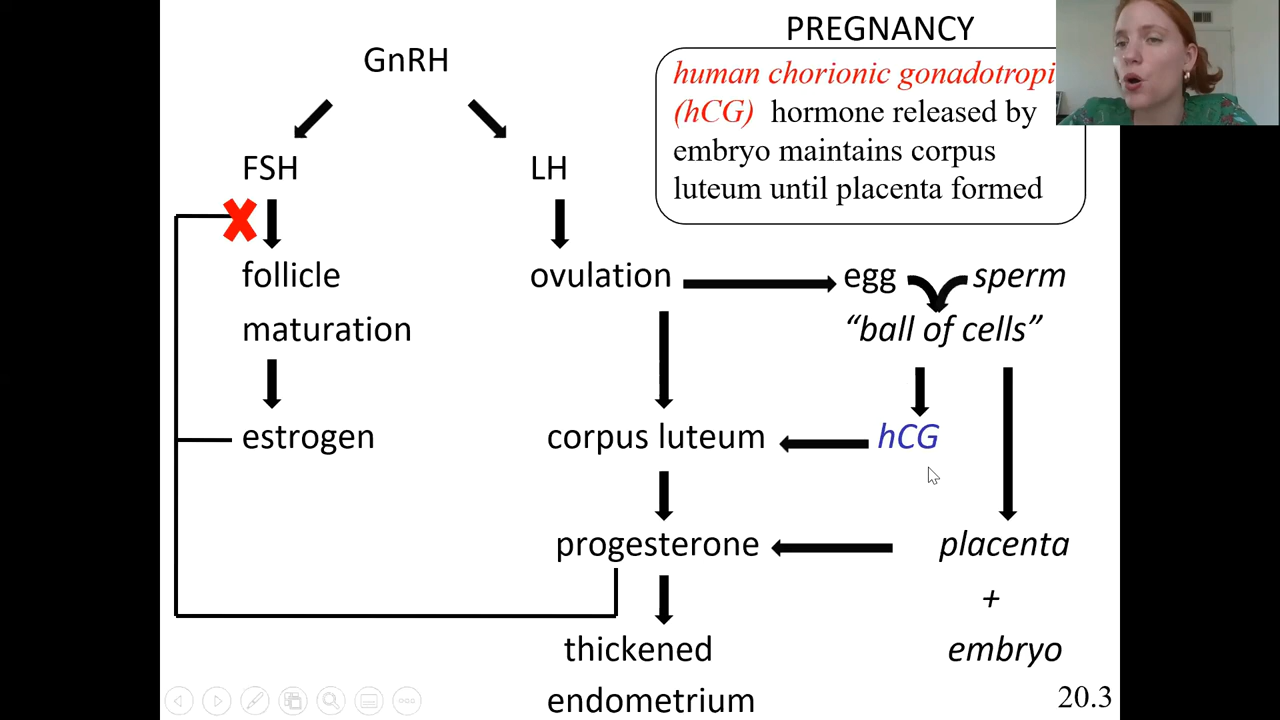 PREGNANCY
GnRH
human chorionic gonadotropi
(hCG) hormone released by
embryo maintains corpus
luteum until placenta formed
FSH
LH
follicle
maturation
ovulation
egg
sperm
“ball of cells”
estrogen
corpus luteum
hCG
progesterone
placenta
+
embryo
thickened
endometrium
20.3